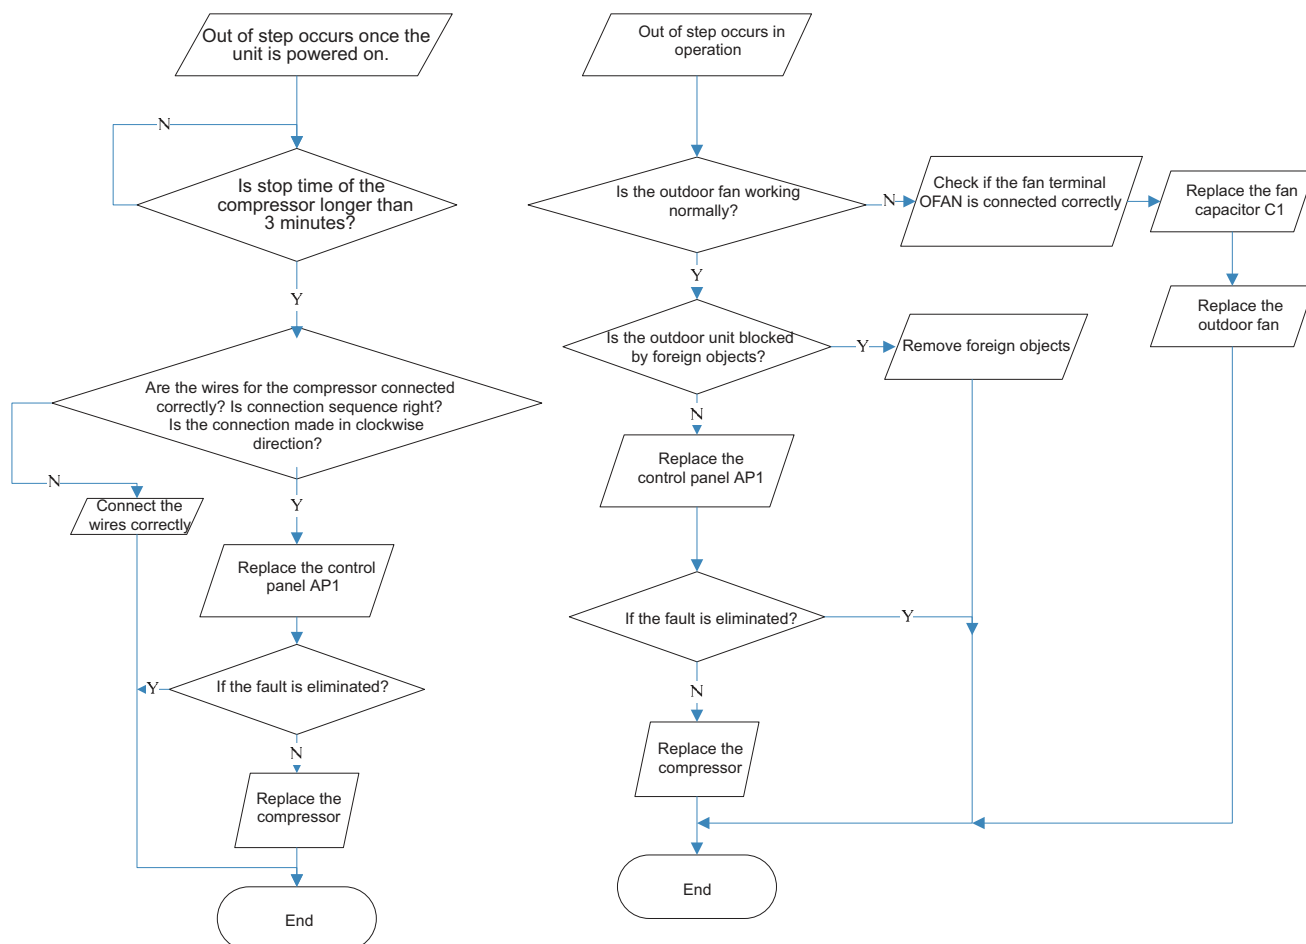 Out of step occurs once the
unit is powered on.
N
Is stop time of the
compressor longer than
3 minutes?
Y
Are the wires for the compressor connected
correctly? Is connection sequence right?
Is the connection made in clockwise
direction?
N
Connect the
wires correctly
Y
Replace the control
panel AP1
If the fault is eliminated?
Y
N
Replace the
compressor
End
Out of step occurs in
operation
Is the outdoor fan working
normally?
N
Check if the fan terminal
OFAN is connected correctly
Replace the fan
capacitor C1
Replace the
outdoor fan
Y
Is the outdoor unit blocked
by foreign objects?
Y
Remove foreign objects
N
Replace the
control panel AP1
If the fault is eliminated?
Y
N
Replace the
compressor
End